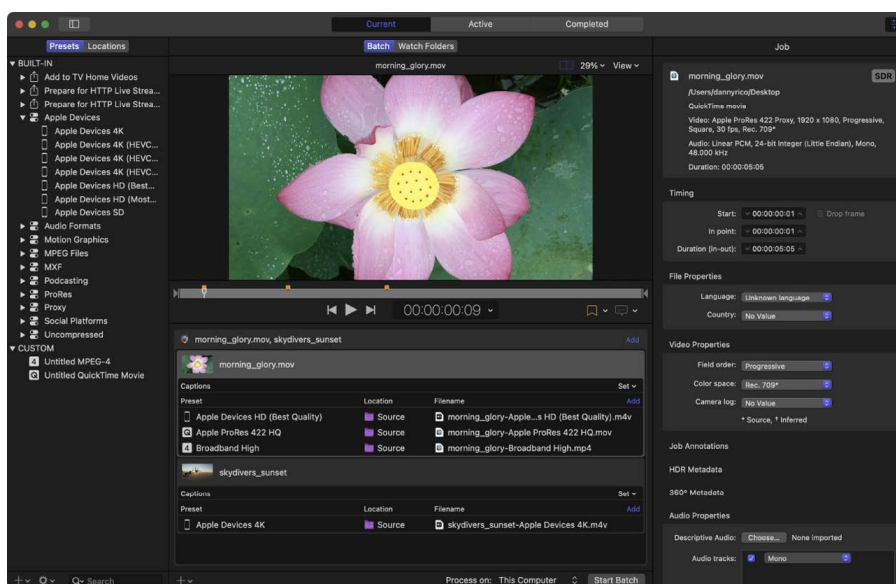 Current Active Completed
Presets Locations
Batch Watch Folders
Job
BUILT-IN
Add to TV Home Videos
Prepare for HTTP Live Strea...
Prepare for HTTP Live Strea...
Apple Devices
Apple Devices 4K
Apple Devices 4K (HEVC...
Apple Devices 4K (HEVC...
Apple Devices 4K (HEVC...
Apple Devices HD (Best...
Apple Devices HD (Most...
Apple Devices SD
Audio Formats
Motion Graphics
MPEG Files
MXF
Podcasting
ProRes
Proxy
Social Platforms
Uncompressed
CUSTOM
4 Untitled MPEG-4
Q Untitled QuickTime Movie
Search
morning_glory.mov 29% View
00:00:00:09
morning_glory.mov, skydivers_sunset Add
morning_glory.mov
Captions Set
Preset Location Filename Add
Apple Devices HD (Best Quality) Source morning_glory-Apple...s HD (Best Quality).m4v
Q Apple ProRes 422 HQ Source morning_glory-Apple ProRes 422 HQ.mov
4 Broadband High Source morning_glory-Broadband High.mp4
skydivers_sunset
Captions Set
Preset Location Filename Add
Apple Devices 4K Source skydivers_sunset-Apple Devices 4K.m4v
Process on: This Computer Start Batch
morning_glory.mov SDR
/Users/dannyrico/Desktop
QuickTime movie
Video: Apple ProRes 422 Proxy, 1920 x 1080, Progressive,
Square, 30 fps, Rec. 709*
Audio: Linear PCM, 24-bit Integer (Little Endian), Mono,
48.000 kHz
Duration: 00:00:05:05
Timing
Start: 00:00:00:01 Drop frame
In point: 00:00:00:01
Duration (in-out): 00:00:05:05
File Properties
Language: Unknown language
Country: No Value
Video Properties
Field order: Progressive
Color space: Rec. 709*
Camera log: No Value
* Source, † Inferred
Job Annotations
HDR Metadata
360° Metadata
Audio Properties
Descriptive Audio: Choose... None imported
Audio tracks: Mono